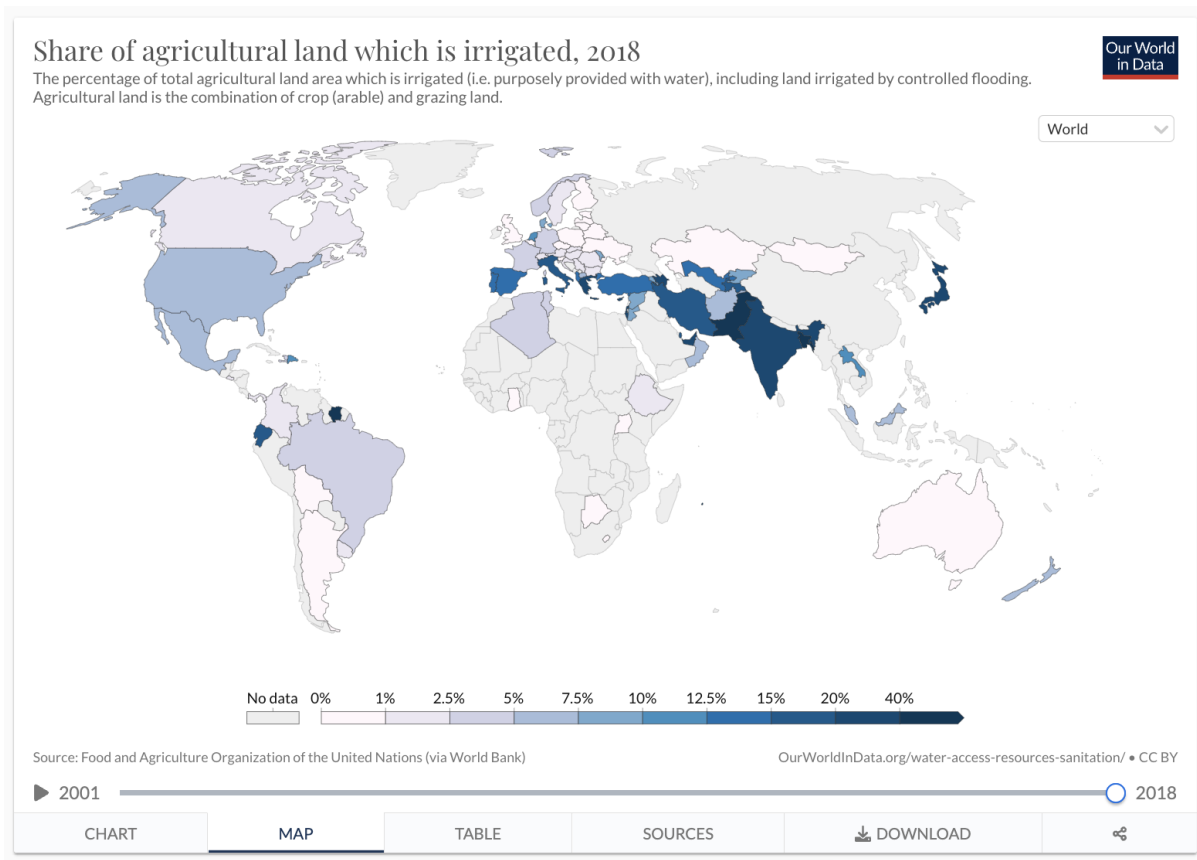 Share of agricultural land which is irrigated, 2018
The percentage of total agricultural land area which is irrigated (i.e. purposely provided with water), including land irrigated by controlled flooding.
Agricultural land is the combination of crop (arable) and grazing land.
Our World
in Data
World
No data 0% 1% 2.5% 5% 7.5% 10% 12.5% 15% 20% 40%
Source: Food and Agriculture Organization of the United Nations (via World Bank)
OurWorldInData.org/water-access-resources-sanitation/ • CC BY
2001
2018
CHART MAP TABLE SOURCES DOWNLOAD